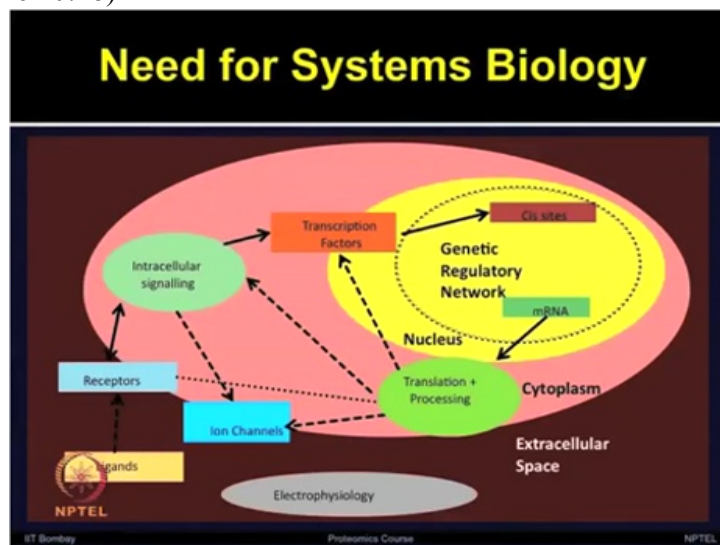 Need for Systems Biology
Transcription
Factors
Cis sites
Genetic
Regulatory
Network
Intracellular
signalling
mRNA
Nucleus
Receptors
Translation +
Processing
Cytoplasm
Ion Channels
Extracellular
Space
Ligands
Electrophysiology
NPTEL
IIT Bombay
Proteomics Course
NPTEL